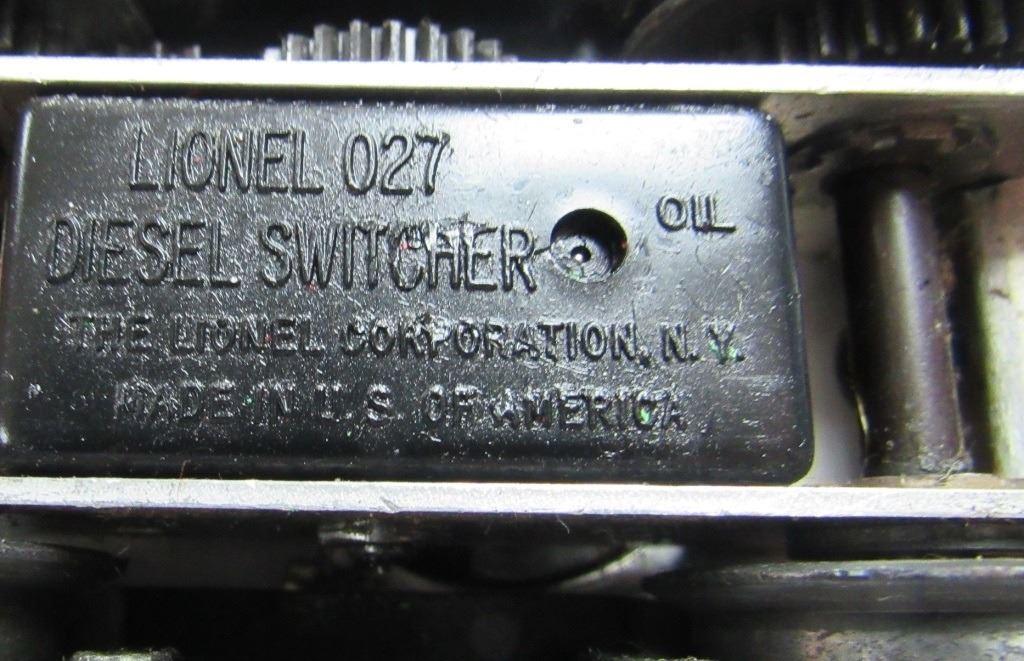 LIONEL 027
DIESEL SWITCHER
OIL
THE LIONEL CORPORATION, N. Y.
MADE IN U. S. OF AMERICA